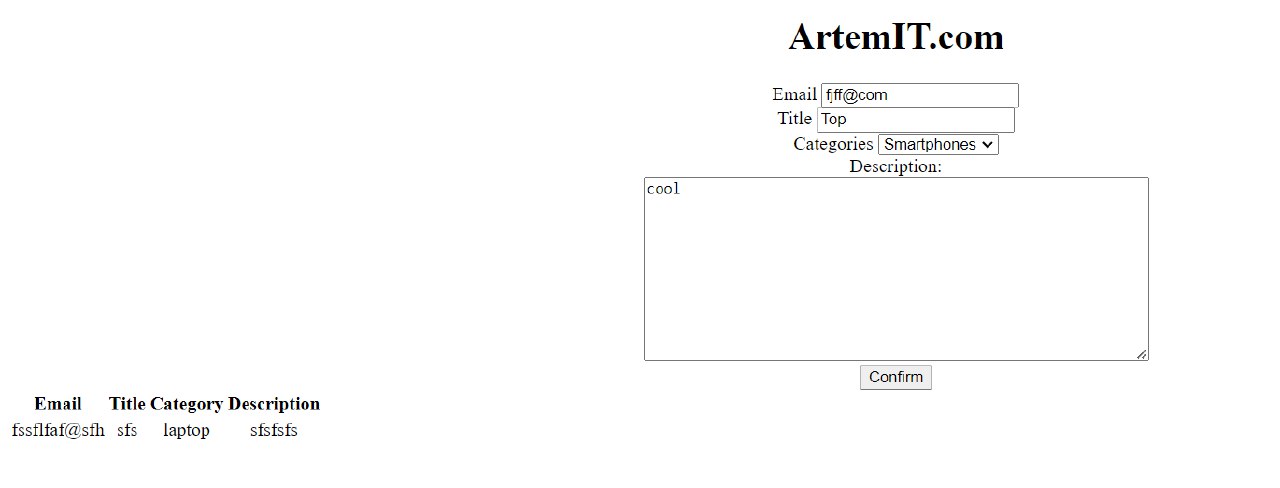 ArtemIT.com
Email fjff@com
Title Top
Categories Smartphones
Description:
cool
Confirm
Email Title Category Description
fssflfaf@sfh sfs laptop sfsfsfs